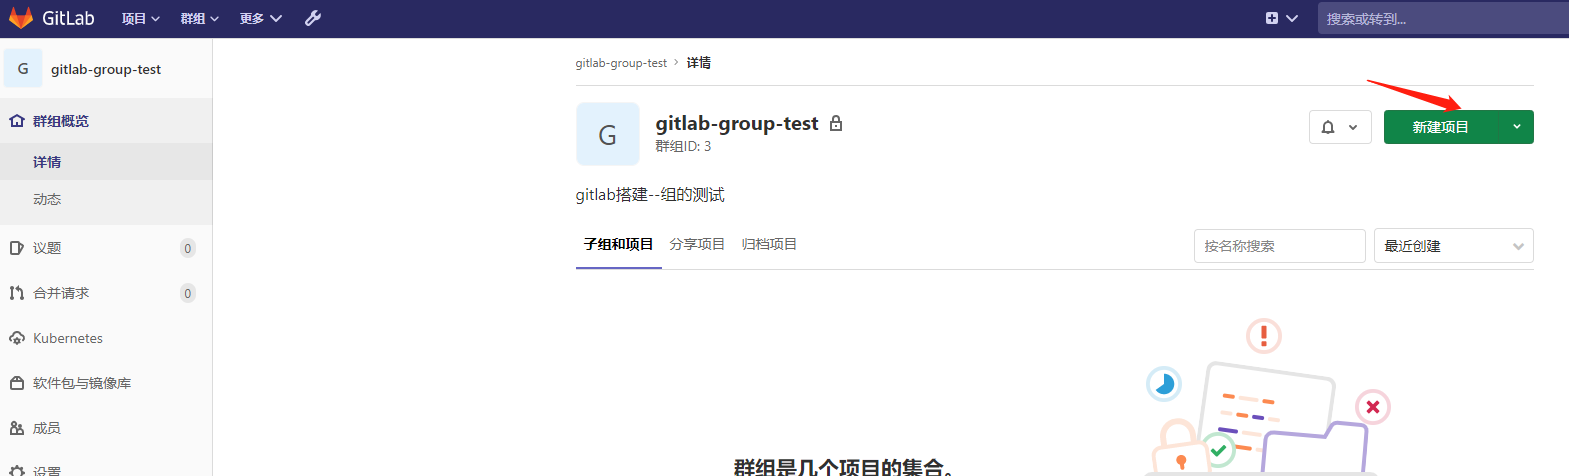 GitLab 项目 群组 更多 搜索或转到...
G gitlab-group-test
群组概览
详情
动态
议题 0
合并请求 0
Kubernetes
软件包与镜像库
成员
设置
gitlab-group-test > 详情
G
gitlab-group-test
群组ID: 3
新建项目
gitlab搭建--组的测试
子组和项目 分享项目 归档项目 按名称搜索 最近创建
群组是几个项目的集合。